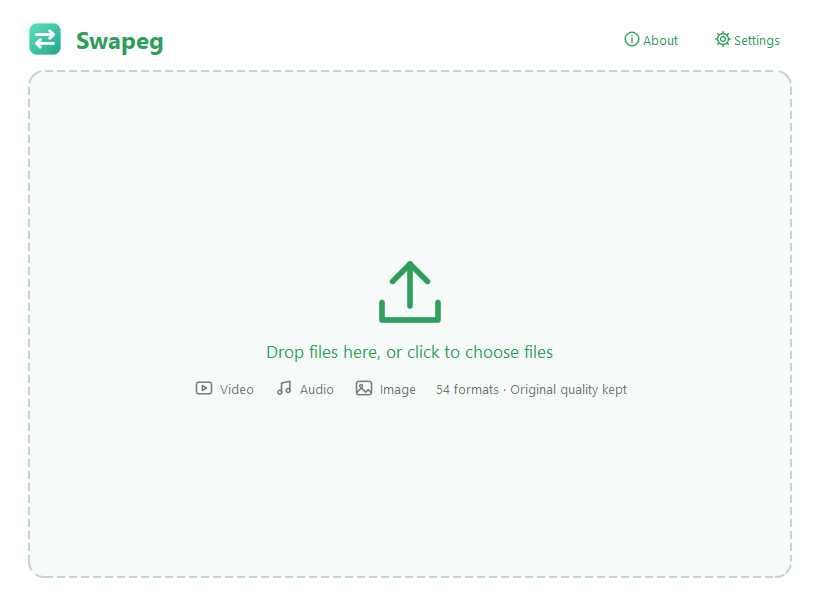 Swapeg
About
Settings
Drop files here, or click to choose files
Video
Audio
Image
54 formats · Original quality kept